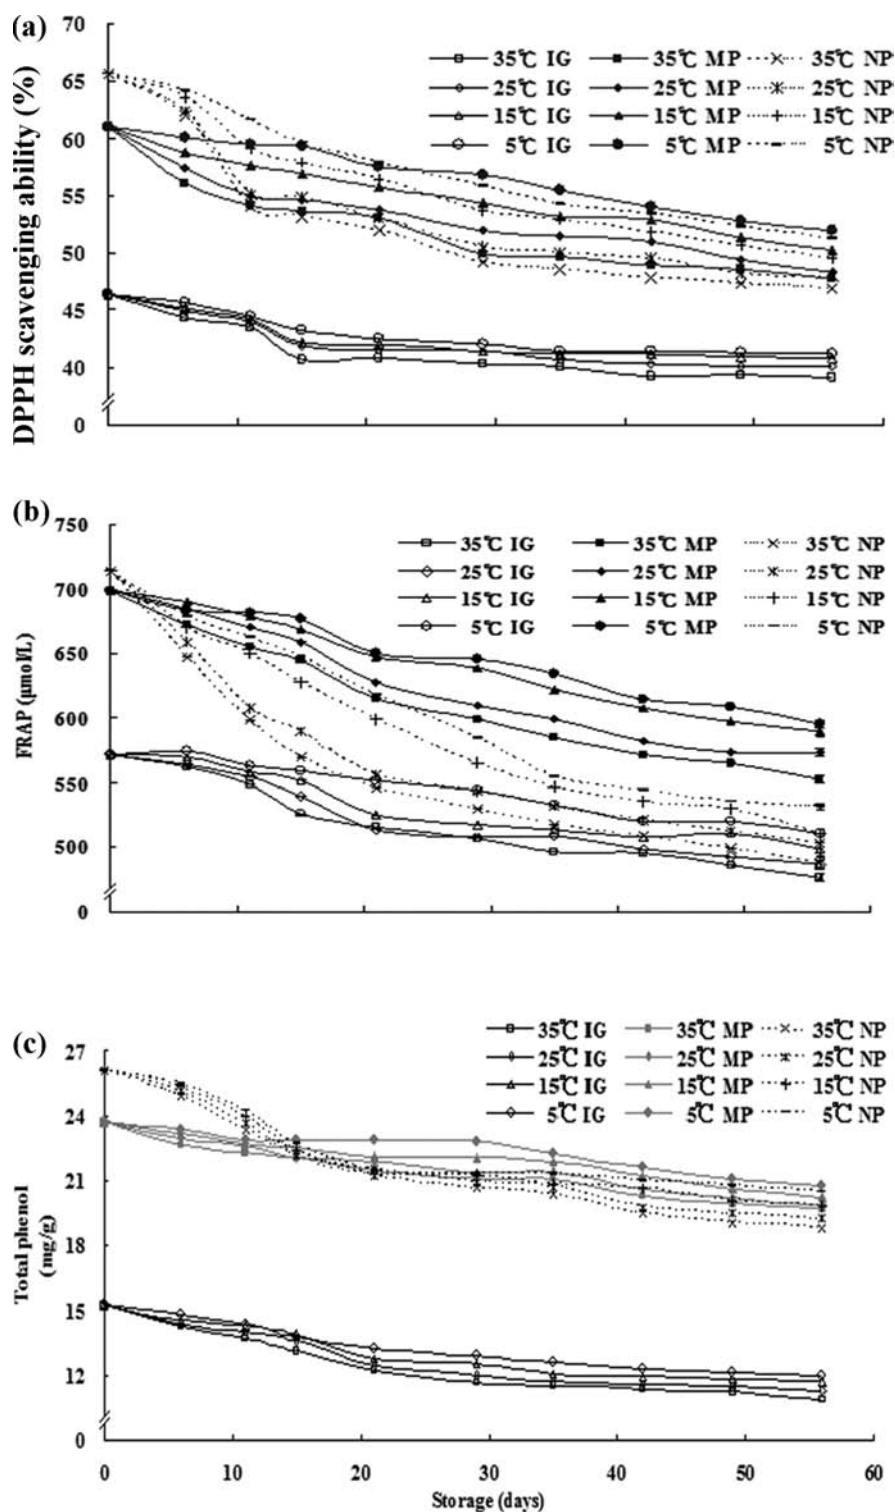 (a)
DPPH scavenging ability (%)
70
65
60
55
50
45
40
0
35℃ IG 35℃ MP 35℃ NP
25℃ IG 25℃ MP 25℃ NP
15℃ IG 15℃ MP 15℃ NP
5℃ IG 5℃ MP 5℃ NP
(b)
FRAP (μmol/L)
750
700
650
600
550
500
0
35℃ IG 35℃ MP 35℃ NP
25℃ IG 25℃ MP 25℃ NP
15℃ IG 15℃ MP 15℃ NP
5℃ IG 5℃ MP 5℃ NP
(c)
Total phenol
(mg/g)
27
24
21
18
15
12
0
35℃ IG 35℃ MP 35℃ NP
25℃ IG 25℃ MP 25℃ NP
15℃ IG 15℃ MP 15℃ NP
5℃ IG 5℃ MP 5℃ NP
0 10 20 30 40 50 60
Storage (days)